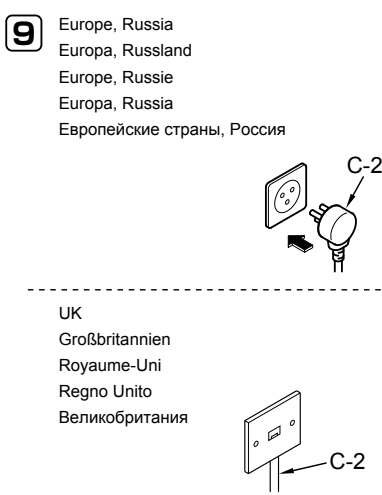 9
Europe, Russia
Europa, Russland
Europe, Russie
Europa, Russia
Европейские страны, Россия
C-2
UK
Großbritannien
Royaume-Uni
Regno Unito
Великобритания
C-2